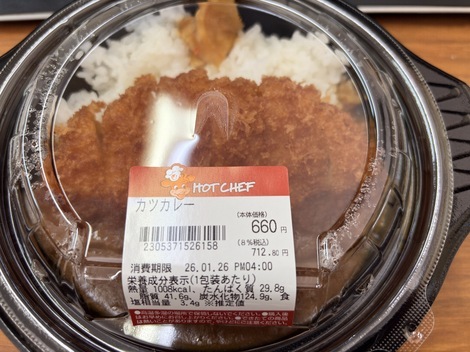 HOT CHEF
カツカレー
(本体価格)
660円
(8%税込)
712.80円
2305371526158
消費期限 26.01.26 PM04:00
栄養成分表示(1包装あたり)
熱量 1008kcal、たんぱく質 29.8g
脂質 41.6g、炭水化物124.9g、食
塩相当量 3.4g ※推定値